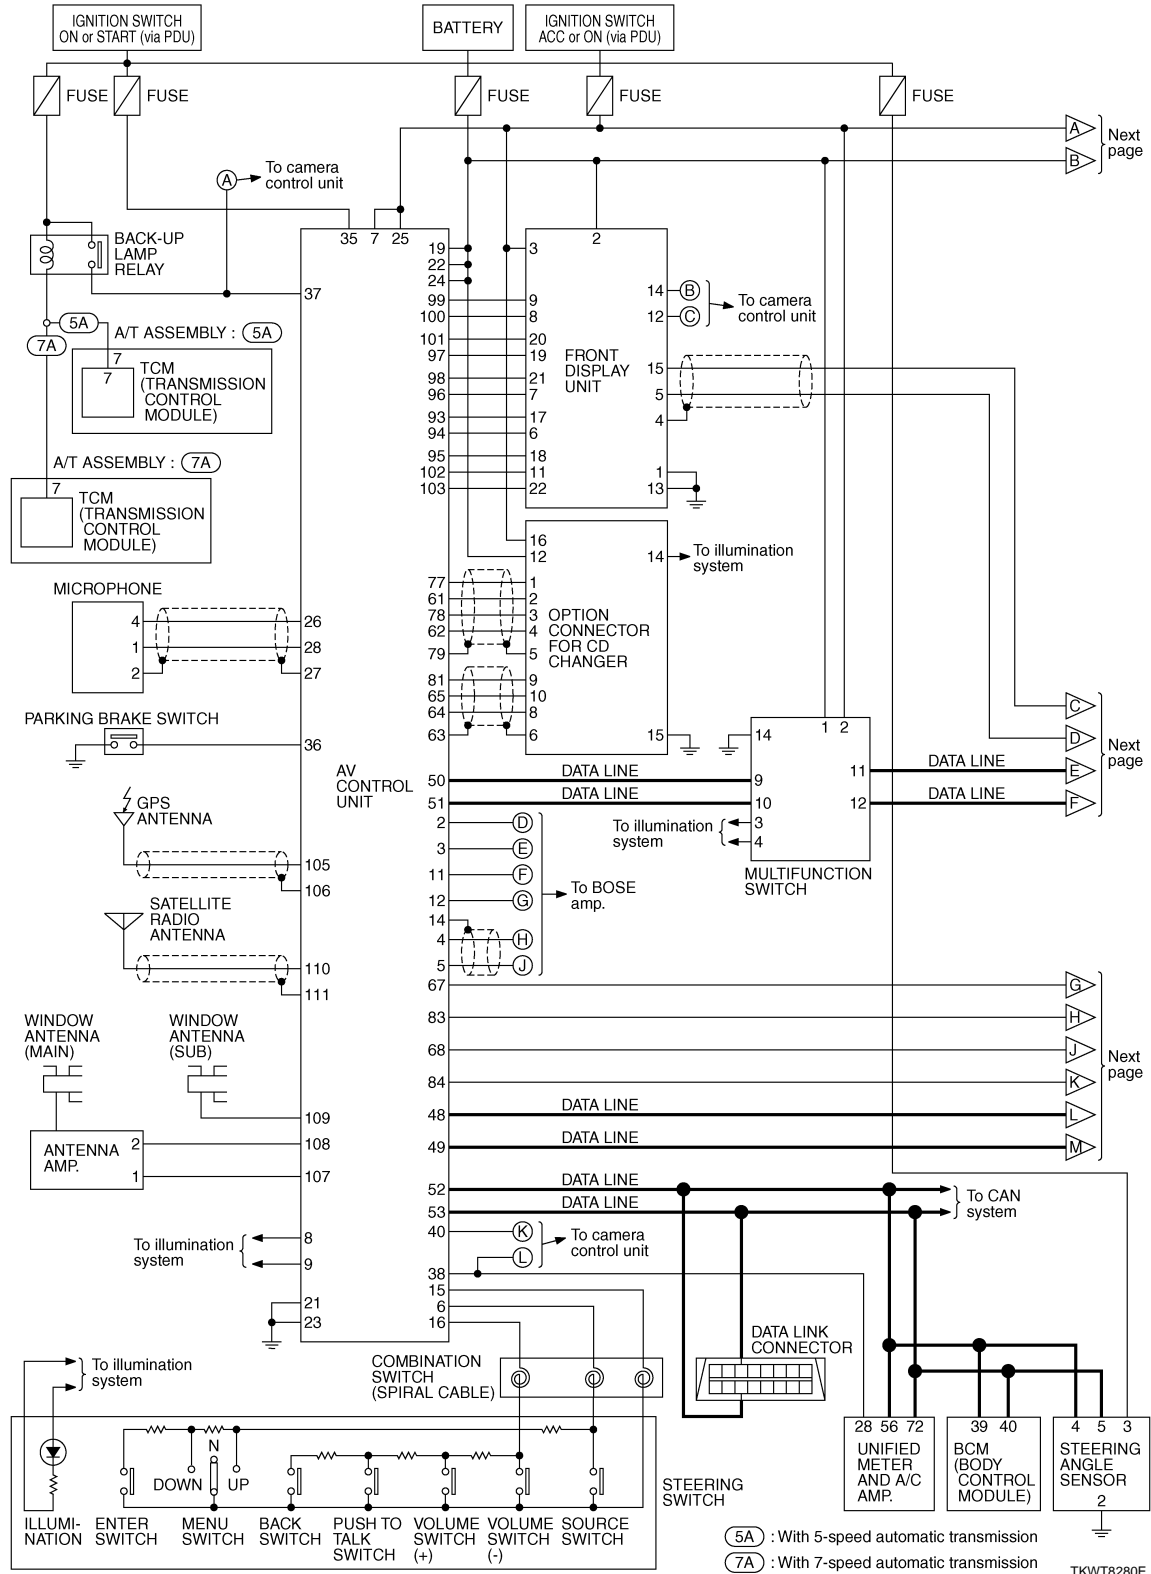 IGNITION SWITCH
ON or START (via PDU)
BATTERY
IGNITION SWITCH
ACC or ON (via PDU)
FUSE
FUSE
FUSE
FUSE
FUSE
A
B
Next
page
A
To camera
control unit
BACK-UP
LAMP
RELAY
35
7
25
37
19
22
24
99
100
101
97
98
96
93
94
95
102
103
2
3
9
8
20
19
21
7
17
6
18
11
22
FRONT
DISPLAY
UNIT
14
12
15
5
4
1
13
B
C
To camera
control unit
5A
7A
A/T ASSEMBLY : 5A
7
7
TCM
(TRANSMISSION
CONTROL
MODULE)
A/T ASSEMBLY : 7A
7
TCM
(TRANSMISSION
CONTROL
MODULE)
MICROPHONE
4
1
2
26
28
27
PARKING BRAKE SWITCH
36
GPS
ANTENNA
105
106
SATELLITE
RADIO
ANTENNA
110
111
WINDOW
ANTENNA
(MAIN)
WINDOW
ANTENNA
(SUB)
109
ANTENNA
AMP.
2
1
108
107
To illumination
system
8
9
21
23
AV
CONTROL
UNIT
77
61
78
62
79
81
65
64
63
16
12
1
2
3
4
5
9
10
8
6
OPTION
CONNECTOR
FOR CD
CHANGER
14
15
To illumination
system
50
51
DATA LINE
DATA LINE
1
2
14
9
10
3
4
11
12
MULTIFUNCTION
SWITCH
To illumination
system
DATA LINE
DATA LINE
C
D
E
F
Next
page
2
3
11
12
14
4
5
D
E
F
G
H
J
To BOSE
amp.
67
83
68
84
48
49
DATA LINE
DATA LINE
G
H
J
K
L
M
Next
page
52
53
DATA LINE
DATA LINE
To CAN
system
40
38
15
6
16
K
L
To camera
control unit
COMBINATION
SWITCH
(SPIRAL CABLE)
DATA LINK
CONNECTOR
28
56
72
UNIFIED
METER
AND A/C
AMP.
39
40
BCM
(BODY
CONTROL
MODULE)
4
5
3
STEERING
ANGLE
SENSOR
2
To illumination
system
N
DOWN
UP
STEERING
SWITCH
ILLUMI-
NATION
ENTER
SWITCH
MENU
SWITCH
BACK
SWITCH
PUSH TO
TALK
SWITCH
VOLUME
SWITCH
(+)
VOLUME
SWITCH
(-)
SOURCE
SWITCH
5A : With 5-speed automatic transmission
7A : With 7-speed automatic transmission
TKWT8280E